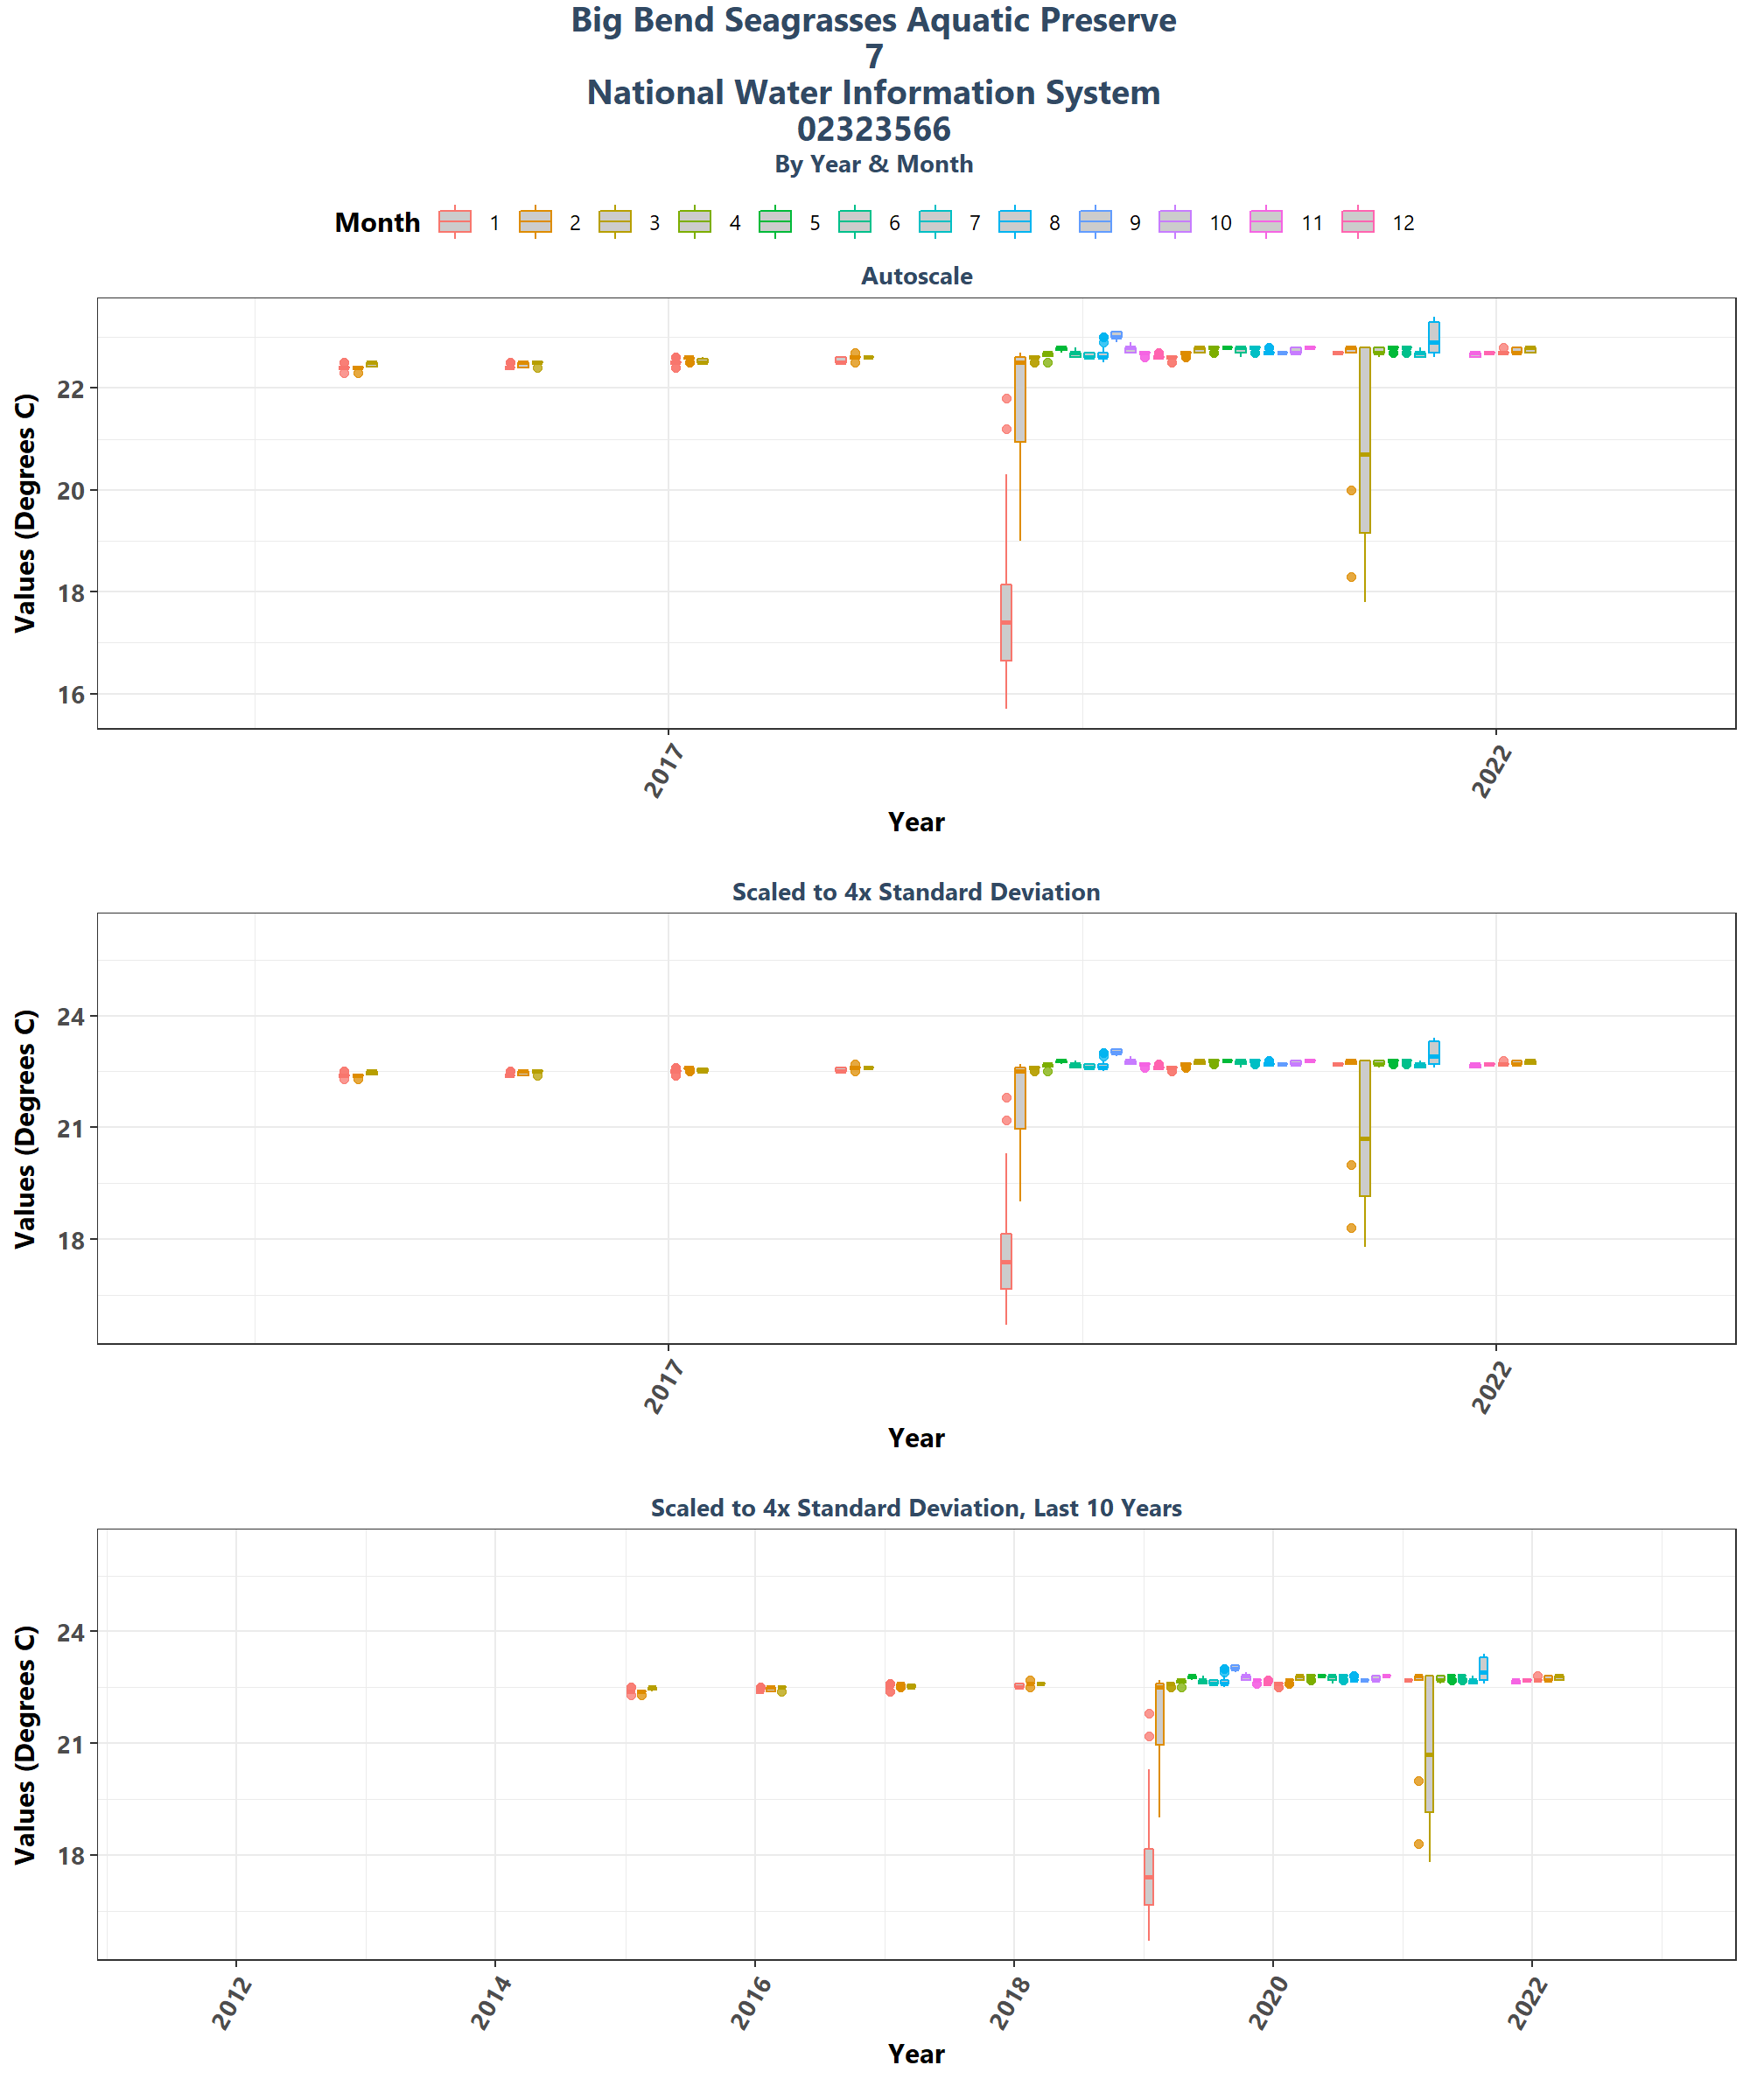 Big Bend Seagrasses Aquatic Preserve
7
National Water Information System
02323566
By Year & Month
Month 1 2 3 4 5 6 7 8 9 10 11 12
Autoscale
Values (Degrees C)
22
20
18
16
2017 2022
Year
Scaled to 4x Standard Deviation
Values (Degrees C)
24
21
18
2017 2022
Year
Scaled to 4x Standard Deviation, Last 10 Years
Values (Degrees C)
24
21
18
2012 2014 2016 2018 2020 2022
Year